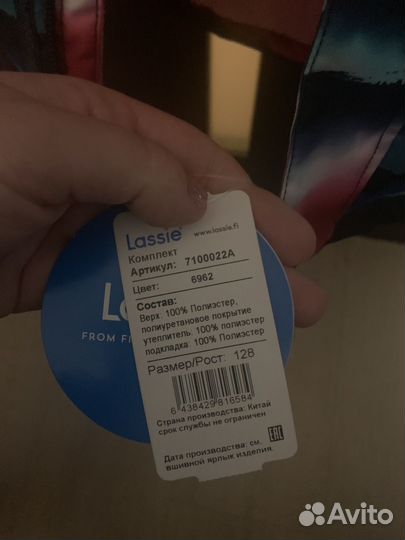 Lassie
www.lassie.fi
Комплект
Артикул: 7100022A
Цвет: 6962
Состав:
Верх: 100% Полиэстер,
полиуретановое покрытие
утеплитель: 100% Полиэстер
подкладка: 100% Полиэстер
Размер/Рост: 128
6 438429 816584
Страна производства: Китай
срок службы не ограничен
EAC
Дата производства: см.
вшивной ярлык изделия.
L
FROM FI
Avito